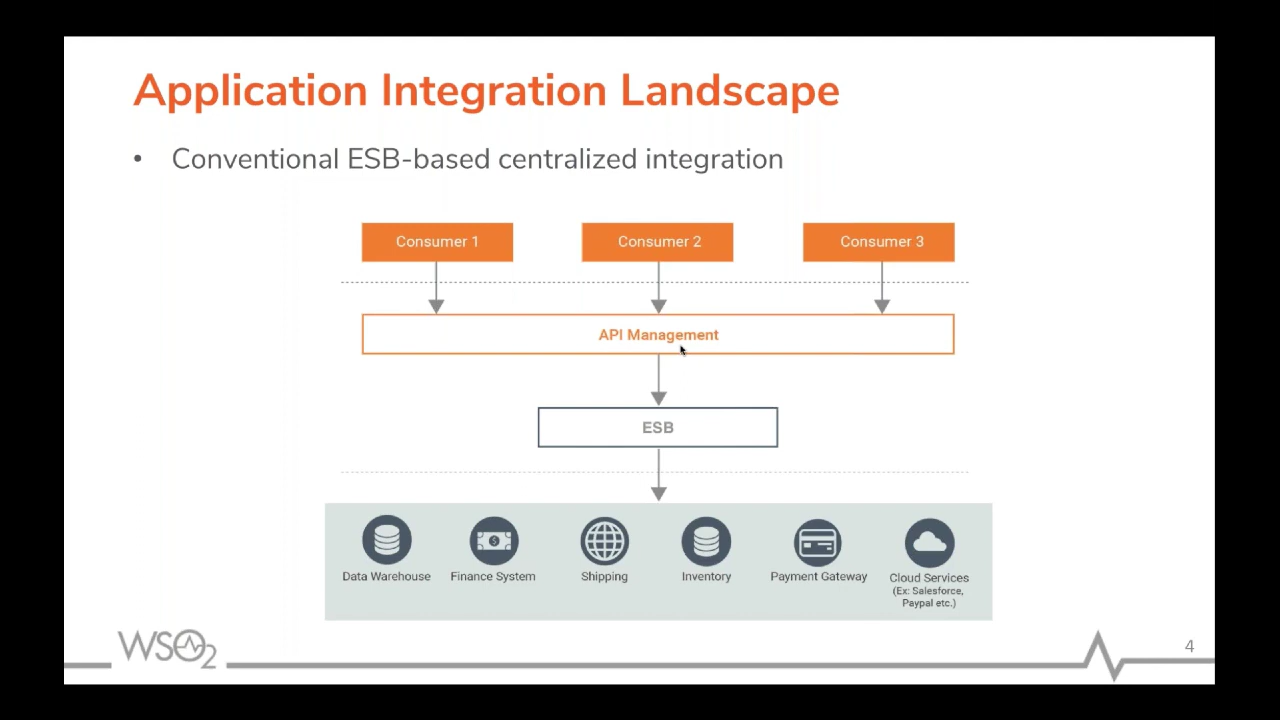 Application Integration Landscape
• Conventional ESB-based centralized integration
Consumer 1
Consumer 2
Consumer 3
API Management
ESB
Data Warehouse
Finance System
Shipping
Inventory
Payment Gateway
Cloud Services
(Ex: Salesforce,
Paypal etc.)
WSO2
4